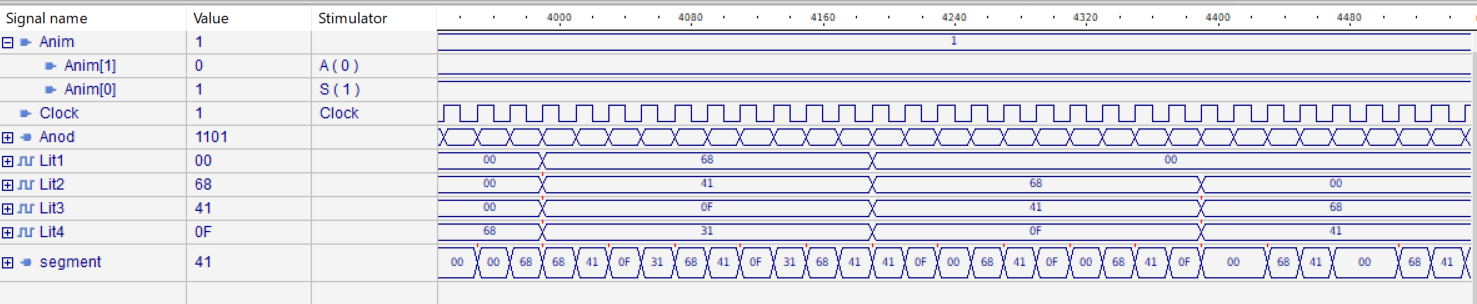 Signal name Value Stimulator 4000 4080 4160 4240 4320 4400 4480
Anim 1 1
Anim[1] 0 A ( 0 )
Anim[0] 1 S ( 1 )
Clock 1 Clock
Anod 1101
Lit1 00 00 68 00
Lit2 68 00 41 68 00
Lit3 41 00 0F 41 68
Lit4 0F 68 31 0F 41
segment 41 00 00 68 68 41 0F 31 68 41 0F 31 68 41 41 0F 00 68 41 0F 00 68 41 0F 00 68 41 00 68 41